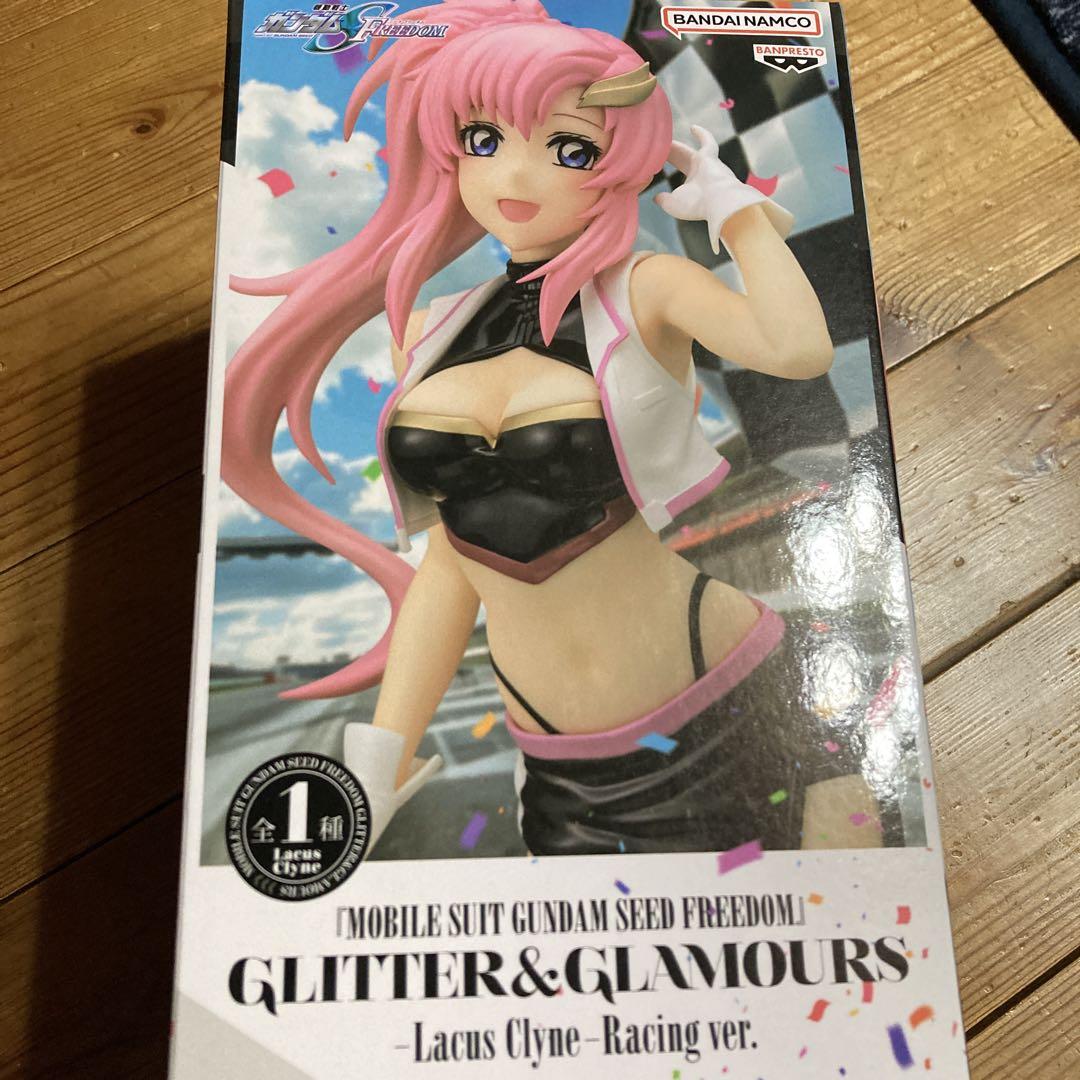 機動戦士
ガンダム SEED FREEDOM
BANDAI NAMCO
BANPRESTO
MOBILE SUIT GUNDAM SEED FREEDOM GLITTER&GLAMOURS
全1種
Lacus
Clyne
『MOBILE SUIT GUNDAM SEED FREEDOM』
GLITTER&GLAMOURS
–Lacus Clyne–Racing ver.